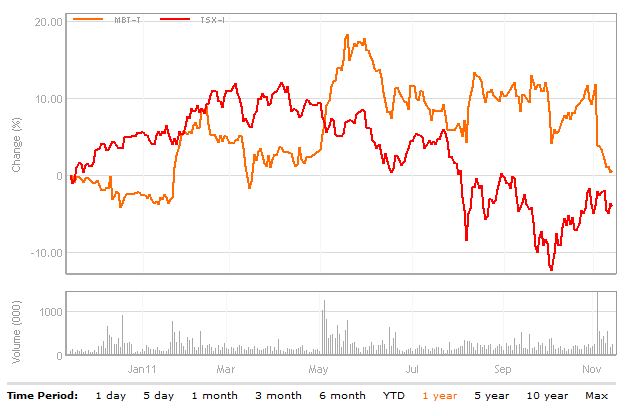 MBT-T TSX-I
20.00
10.00
0
-10.00
Change (%)
1000
0
Volume (000)
Jan11 Mar May Jul Sep Nov
Time Period: 1 day 5 day 1 month 3 month 6 month YTD 1 year 5 year 10 year Max